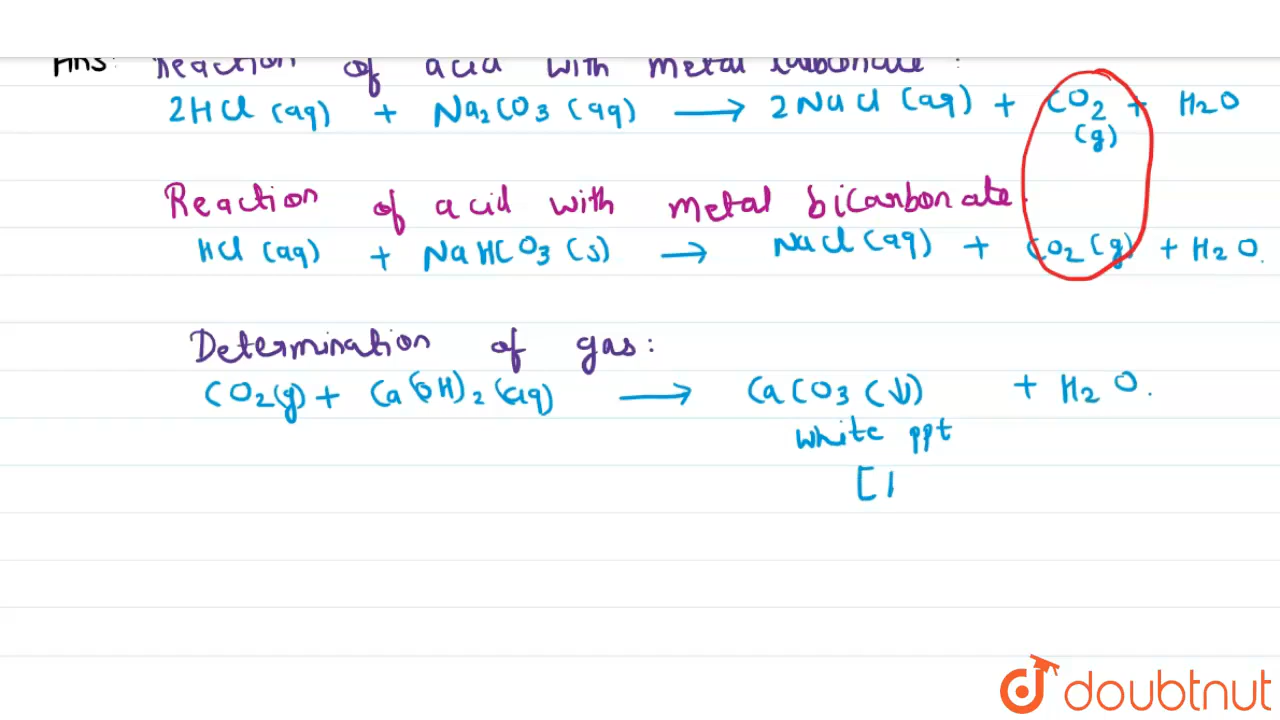 Ans: Reaction of acid with metal carbonate :
2HCl (aq) + Na2CO3 (aq) ⟶ 2NaCl (aq) + CO2 (g) + H2O
Reaction of acid with metal bicarbonate.
HCl (aq) + NaHCO3 (s) → NaCl (aq) + CO2 (g) + H2O.
Determination of gas:
CO2(g) + Ca(OH)2 (aq) ⟶ CaCO3 (↓) + H2O.
white ppt
[
doubtnut